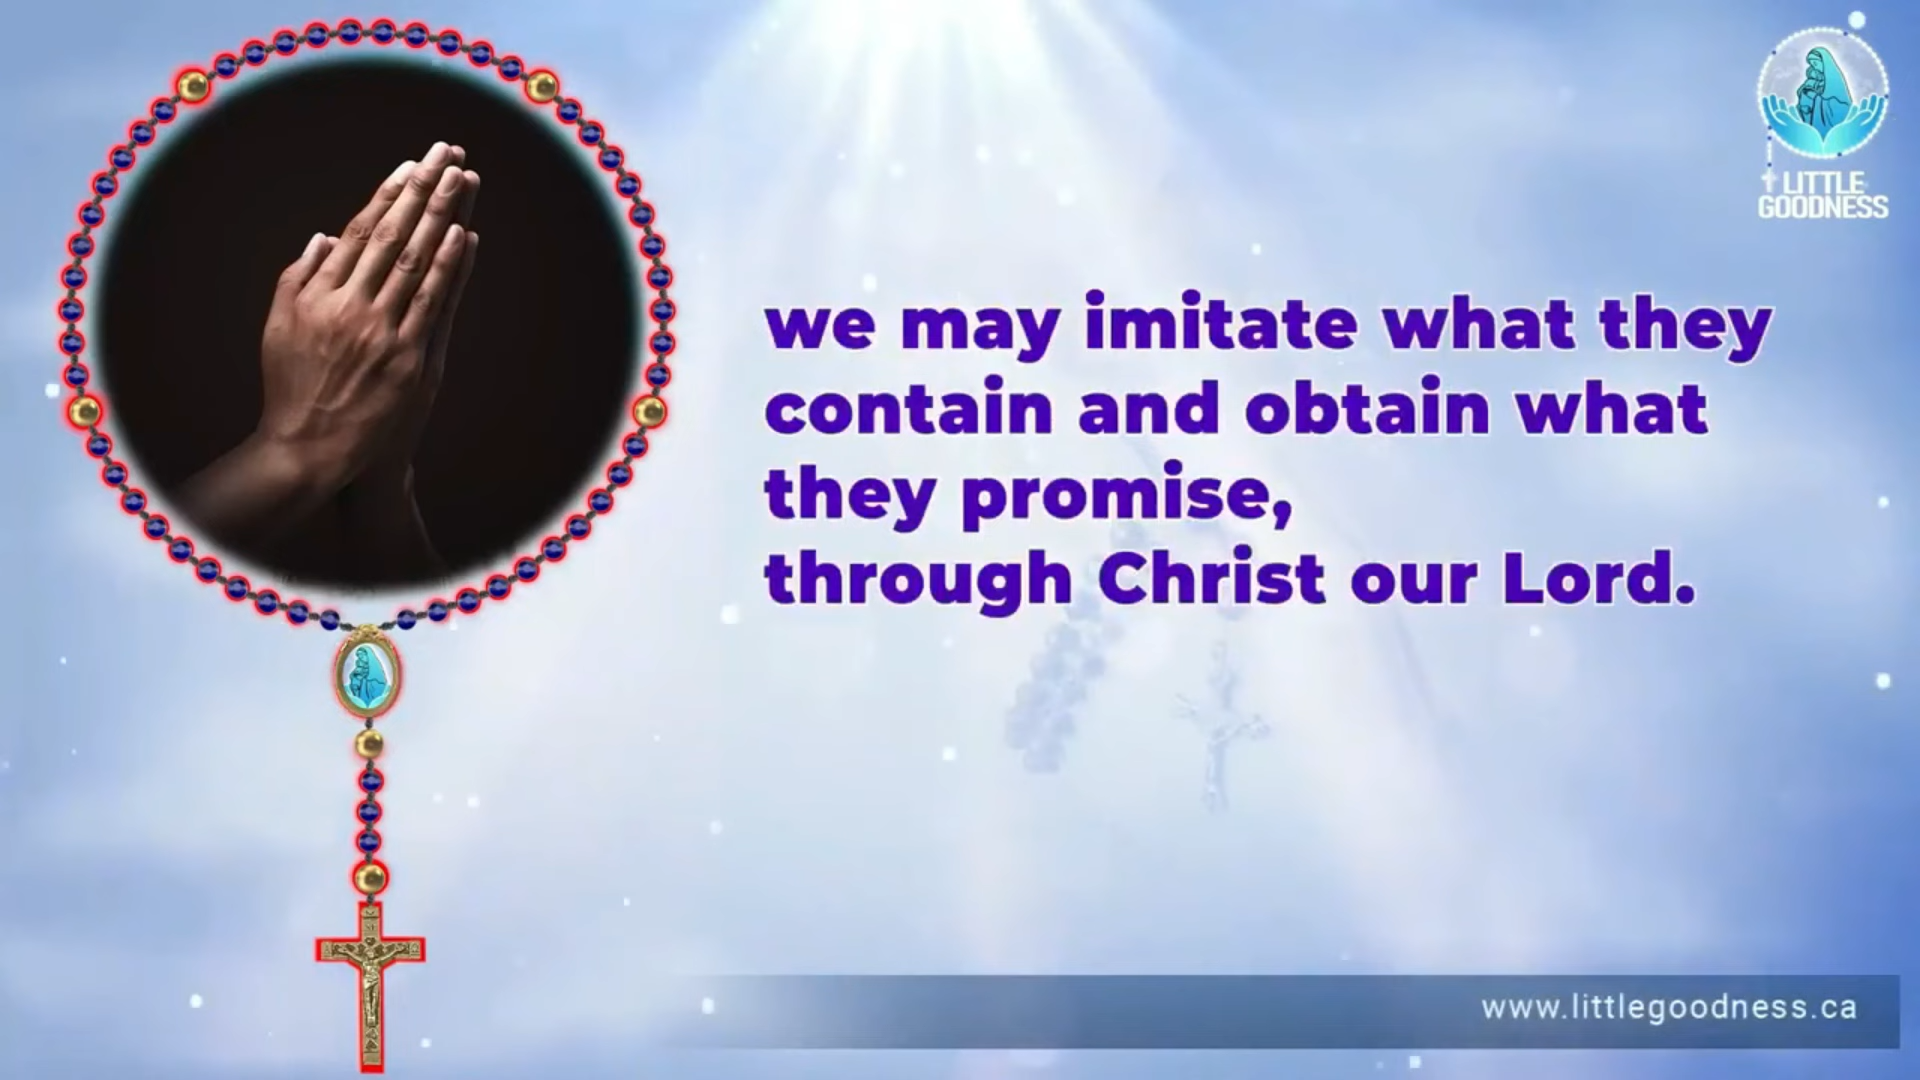 we may imitate what they
contain and obtain what
they promise,
through Christ our Lord.
LITTLE
GOODNESS
www.littlegoodness.ca